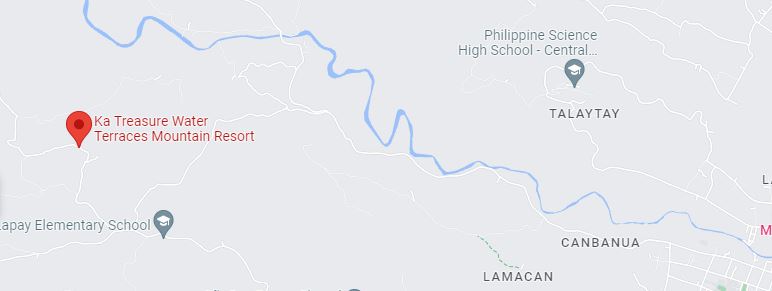 Philippine Science
High School - Central...
TALAYTAY
Ka Treasure Water
Terraces Mountain Resort
apay Elementary School
CANBANUA
LAMACAN